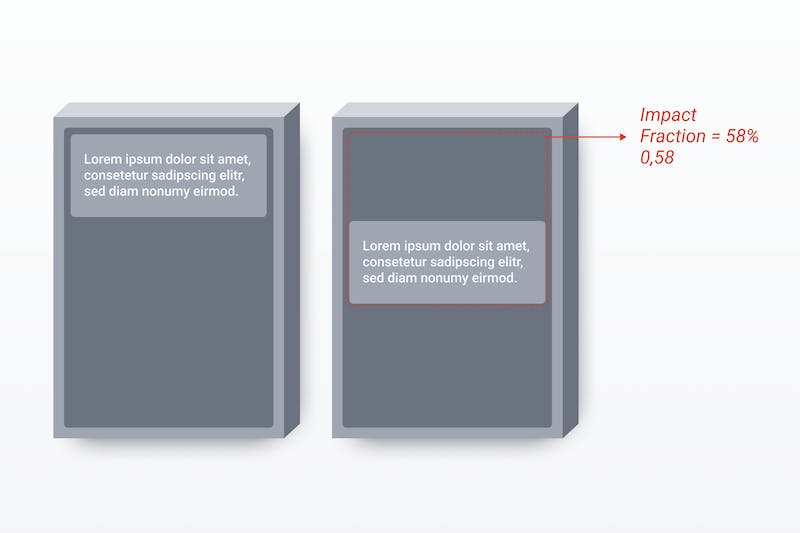 Lorem ipsum dolor sit amet,
consetetur sadipscing elitr,
sed diam nonumy eirmod.
Lorem ipsum dolor sit amet,
consetetur sadipscing elitr,
sed diam nonumy eirmod.
Impact
Fraction = 58%
0,58